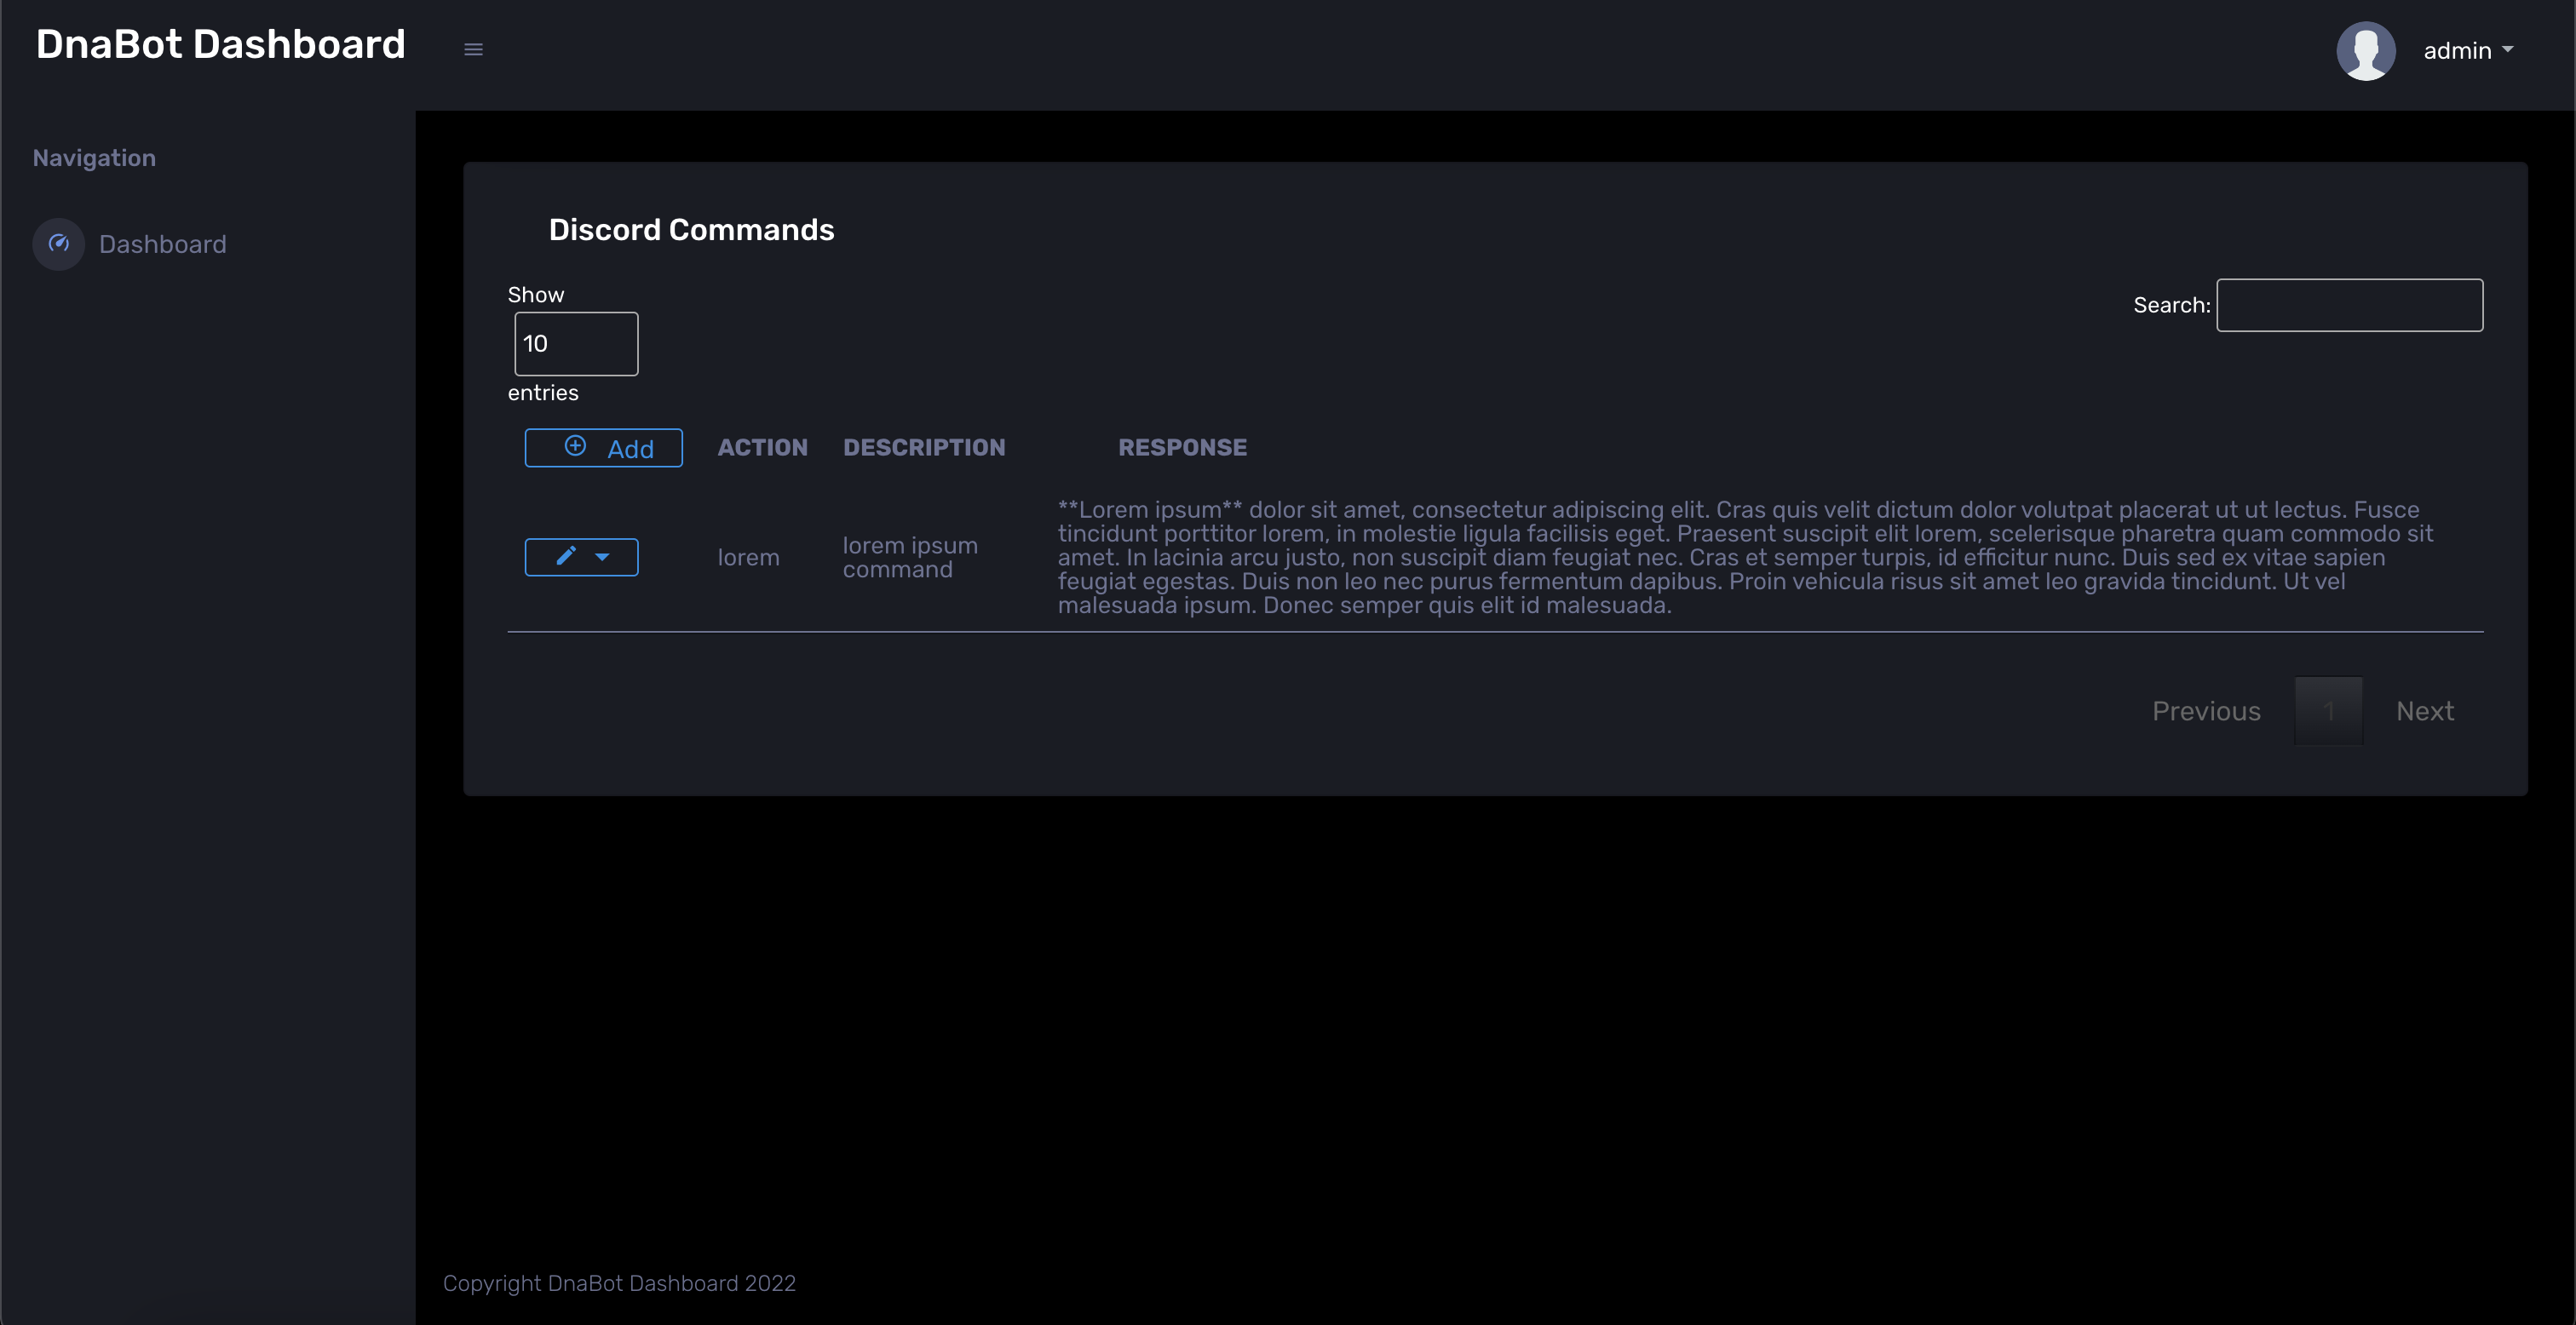 DnaBot Dashboard
admin
Navigation
Dashboard
Discord Commands
Show
10
entries
Search:
Add ACTION DESCRIPTION RESPONSE
lorem
lorem ipsum
command
**Lorem ipsum** dolor sit amet, consectetur adipiscing elit. Cras quis velit dictum dolor volutpat placerat ut ut lectus. Fusce
tincidunt porttitor lorem, in molestie ligula facilisis eget. Praesent suscipit elit lorem, scelerisque pharetra quam commodo sit
amet. In lacinia arcu justo, non suscipit diam feugiat nec. Cras et semper turpis, id efficitur nunc. Duis sed ex vitae sapien
feugiat egestas. Duis non leo nec purus fermentum dapibus. Proin vehicula risus sit amet leo gravida tincidunt. Ut vel
malesuada ipsum. Donec semper quis elit id malesuada.
Previous 1 Next
Copyright DnaBot Dashboard 2022